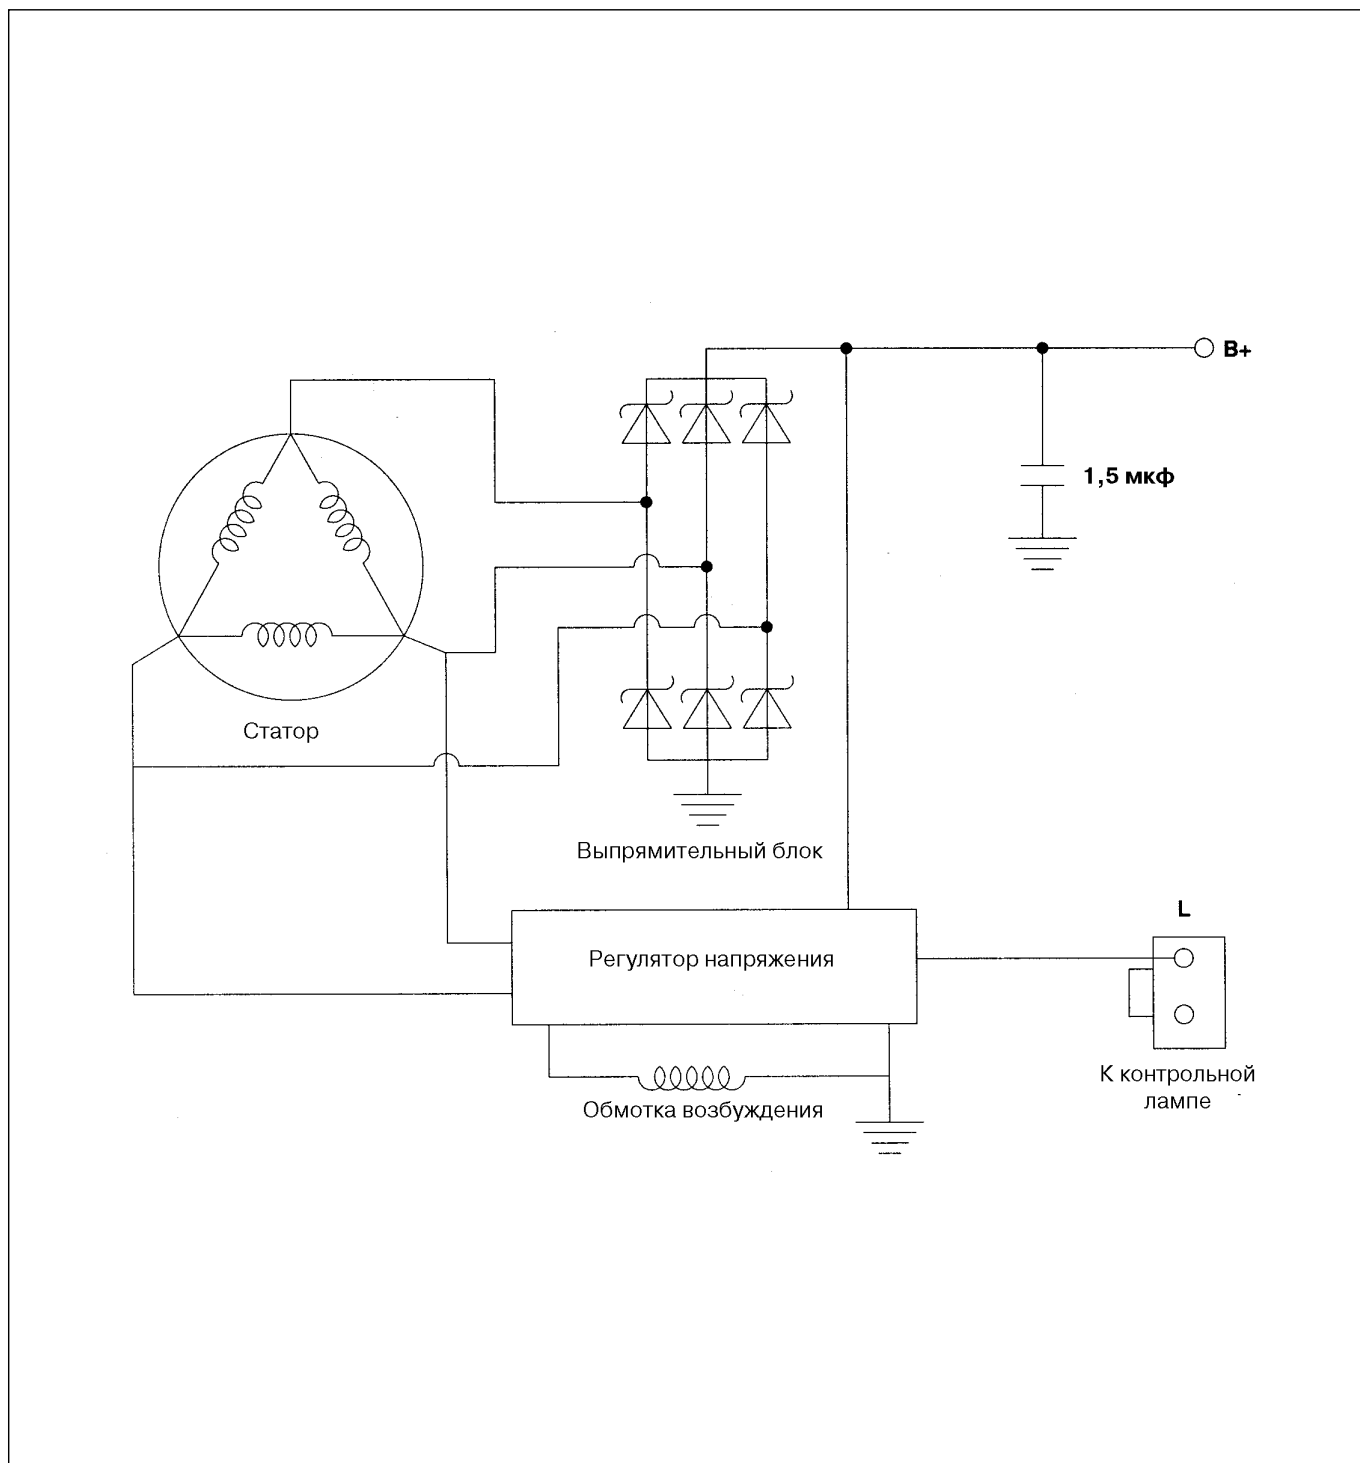 B+
1,5 мкф
Статор
Выпрямительный блок
L
Регулятор напряжения
К контрольной
лампе
Обмотка возбуждения